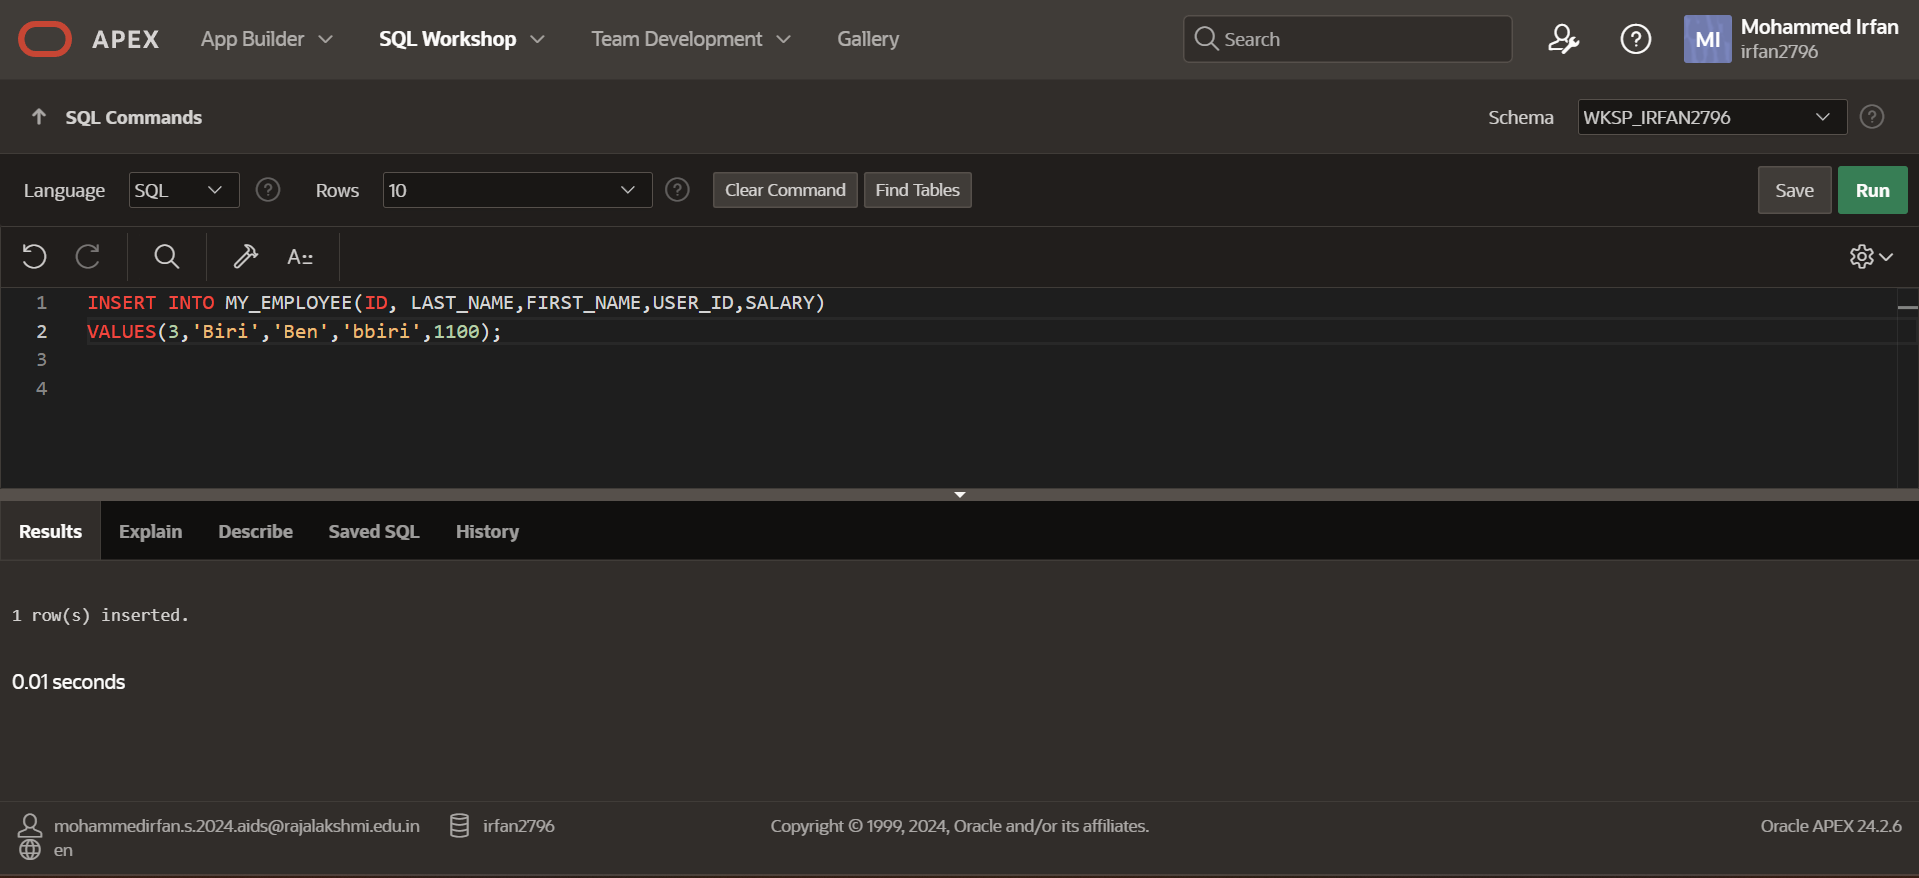 APEX App Builder SQL Workshop Team Development Gallery Search MI Mohammed Irfan
irfan2796
SQL Commands Schema WKSP_IRFAN2796
Language SQL Rows 10 Clear Command Find Tables Save Run
A::
1 INSERT INTO MY_EMPLOYEE(ID, LAST_NAME,FIRST_NAME,USER_ID,SALARY)
2 VALUES(3,'Biri','Ben','bbiri',1100);
3
4
Results Explain Describe Saved SQL History
1 row(s) inserted.
0.01 seconds
mohammedirfan.s.2024.aids@rajalakshmi.edu.in irfan2796 Copyright © 1999, 2024, Oracle and/or its affiliates. Oracle APEX 24.2.6
en